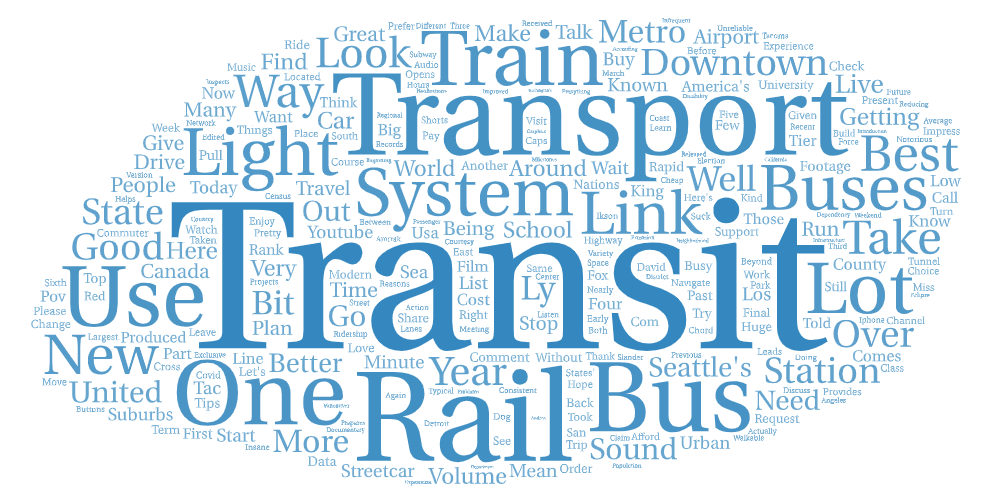 Great Prefer Different Three Received Infrequent
Ride Look Train Make Talk Metro Airport Unreliable Tacoma
Music Find Subway Audio Opens Hours According Before Experience
Located Buy Downtown Check
Now Way Transport March Known America's University Live Future
Many Want Think Regional Shorts Visit Coast Five Given Present Reducing
Network Edited Things Place Car Big Pay Caps Learn Few Recent Getting Average
Week Light South Records Tier Build Force Impress
Give Pull Course World Another Around Wait Rapid Footage Notorious
Drive Version Today Travel System Nations King Cheap Well Buses Best
People Helps Census Out Link Here's Kind Low
State Country Enjoy Youtube Between Usa Being School Ikson Suck Those Run Call
Commuter Watch Pretty Courtesy Highway Support Take Turn Know
Good Here Taken Rank Transit East Variety Third
Canada Very Modern Sea Film Same Space Fox David Busy Beyond County Tunnel
Use Top Projects Time Reasons List Center Nearly Navigate Work Park Lot Still Choice
Sixth Red Bit Street Action Cost Ly Four Past Los Miss
Pov Plan Go Share Right Listen Early Com Try Final Iphone Channel
Please Ridership Lanes Meeting Stop Both Chord Huge Told
Change Largest Produced Leave Love Over
New Part Exclusive Line Better Minute Comment Without Thank Slander Previous Leads Doing Comes
Cross Let's Year States' Seattle's Station Class
Move United One Covid Tac Tips Rail Again Typical Consistent Hope Bus Discuss Provides
Buttons Suburbs Detroit Dog Back Took Need Angeles
Term First Start More Documentary See San Claim Afford Request
Insane Trip Sound Urban Actually Walkable
Data Streetcar Volume Mean Order Population